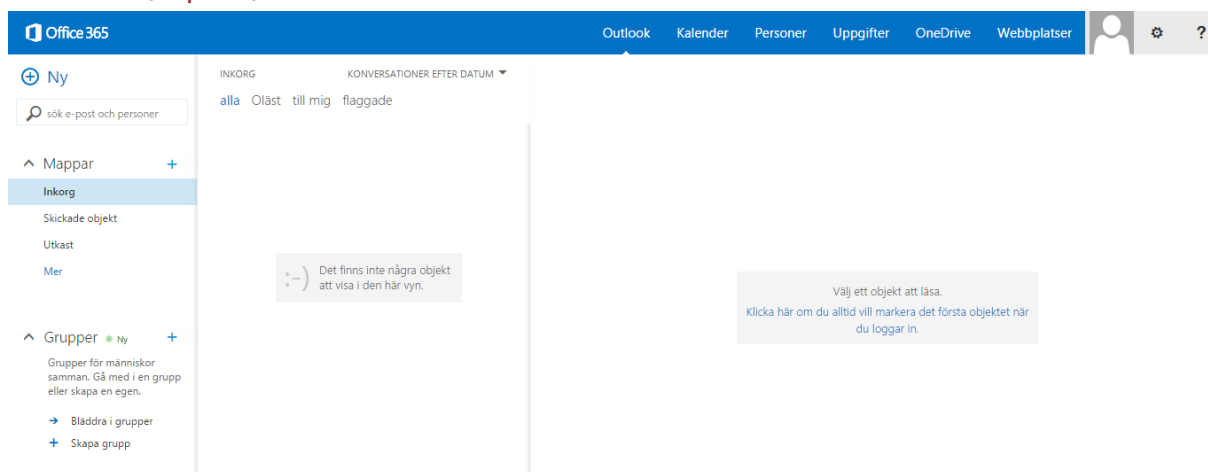 Office 365
Outlook Kalender Personer Uppgifter OneDrive Webbplatser ?
Ny
sök e-post och personer
Mappar +
Inkorg
Skickade objekt
Utkast
Mer
Grupper Ny +
Grupper för människor
samman. Gå med i en grupp
eller skapa en egen.
Bläddra i grupper
+ Skapa grupp
INKORG KONVERSATIONER EFTER DATUM
alla Oläst till mig flaggade
:-) Det finns inte några objekt
att visa i den här vyn.
Välj ett objekt att läsa.
Klicka här om du alltid vill markera det första objektet när
du loggar in.